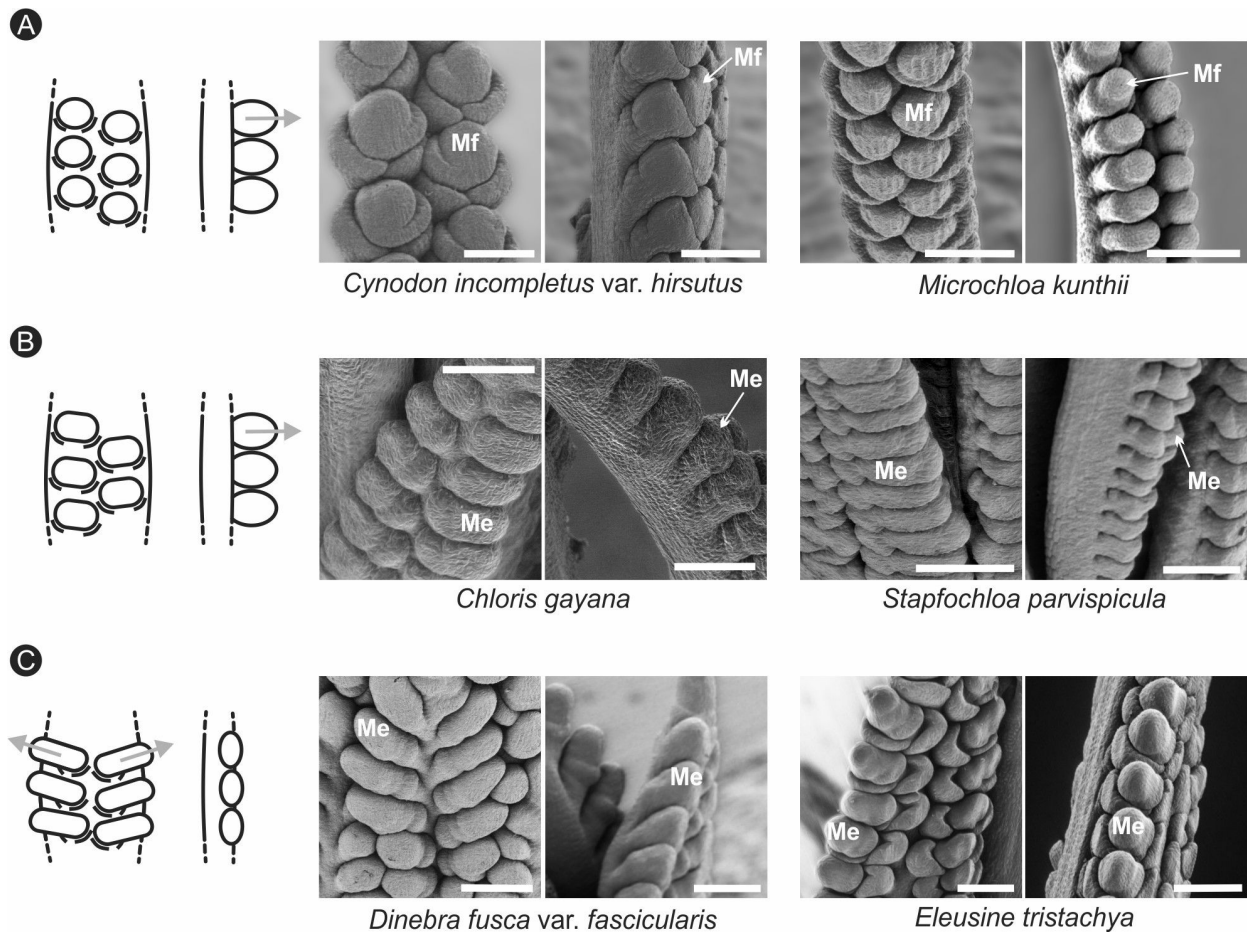 A
Mf
Mf
Mf
Mf
Cynodon incompletus var. hirsutus
Microchloa kunthii
B
Me
Me
Me
Me
Chloris gayana
Stapfochloa parvispicula
C
Me
Me
Me
Me
Dinebra fusca var. fascicularis
Eleusine tristachya